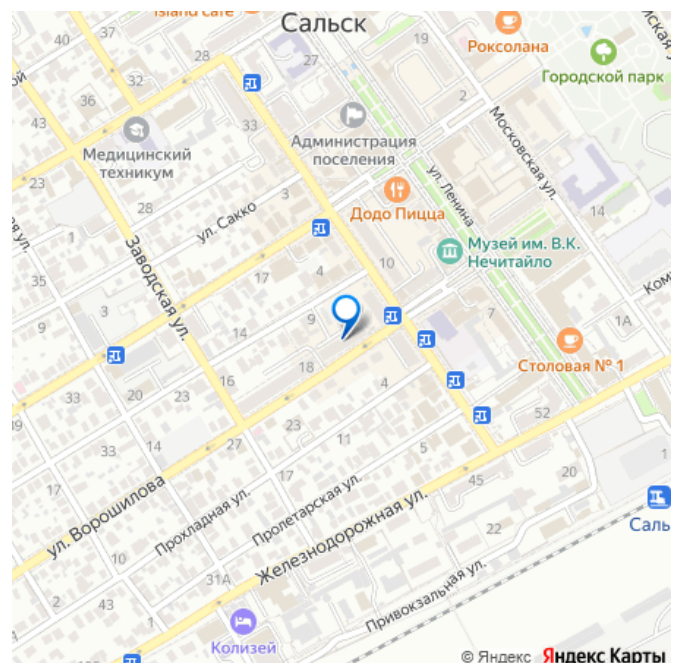 Island cafe
Сальск
40
37
19
Роксолана
28
27
32
Городской парк
36
2
43
33
Администрация
поселения
Московская ул.
Медицинский
техникум
ул. Ленина
23
3
Додо Пицца
28
ул. Сакко
14
1
Музей им. В.К.
Нечитайло
Заводская ул.
35
17
4
10
3
9
14
9
7
1А
Столовая № 1
18
16
20
23
4
33
52
23
43
14
27
11
5
17
45
20
1
ул. Ворошилова
Прохладная ул.
Пролетарская ул.
Железнодорожная ул.
22
Саль
10
31А
2
1
Привокзальная ул.
Колизей
© Яндекс Яндекс Карты